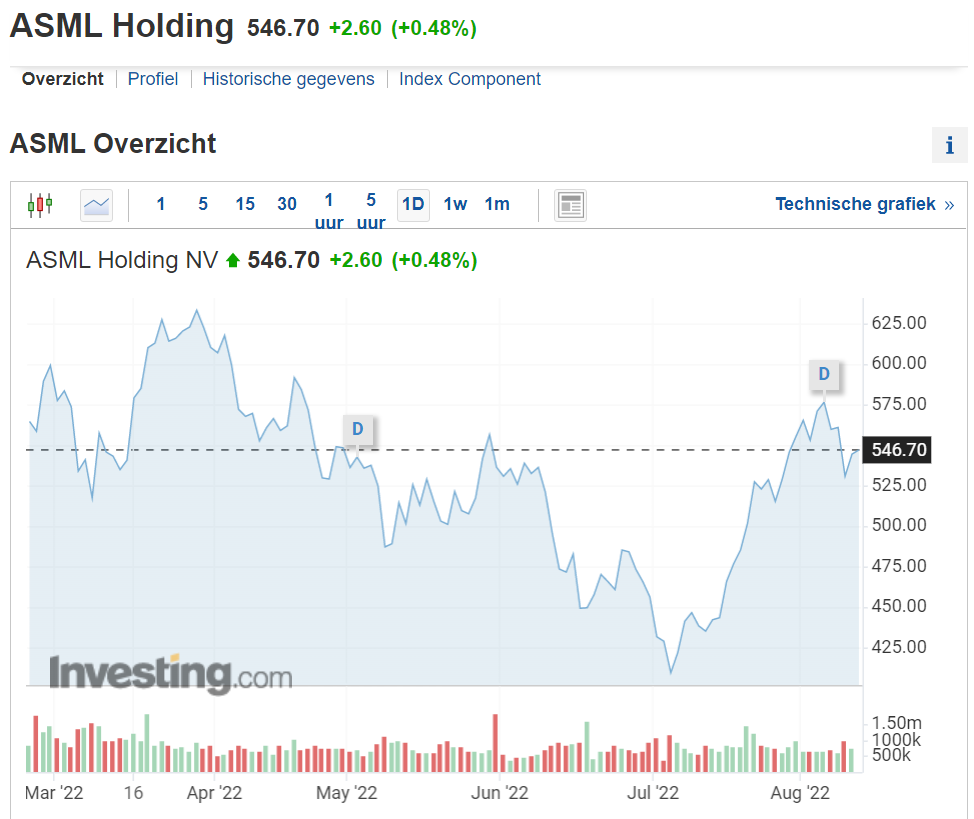 ASML Holding 546.70 +2.60 (+0.48%)
Overzicht Profiel Historische gegevens Index Component
ASML Overzicht
i
1 5 15 30 1 uur 5 uur 1D 1w 1m Technische grafiek »
ASML Holding NV 546.70 +2.60 (+0.48%)
625.00
600.00
D
575.00
D
546.70
525.00
500.00
475.00
450.00
425.00
Investing.com
1.50m
1000k
500k
Mar '22 16 Apr '22 May '22 Jun '22 Jul '22 Aug '22